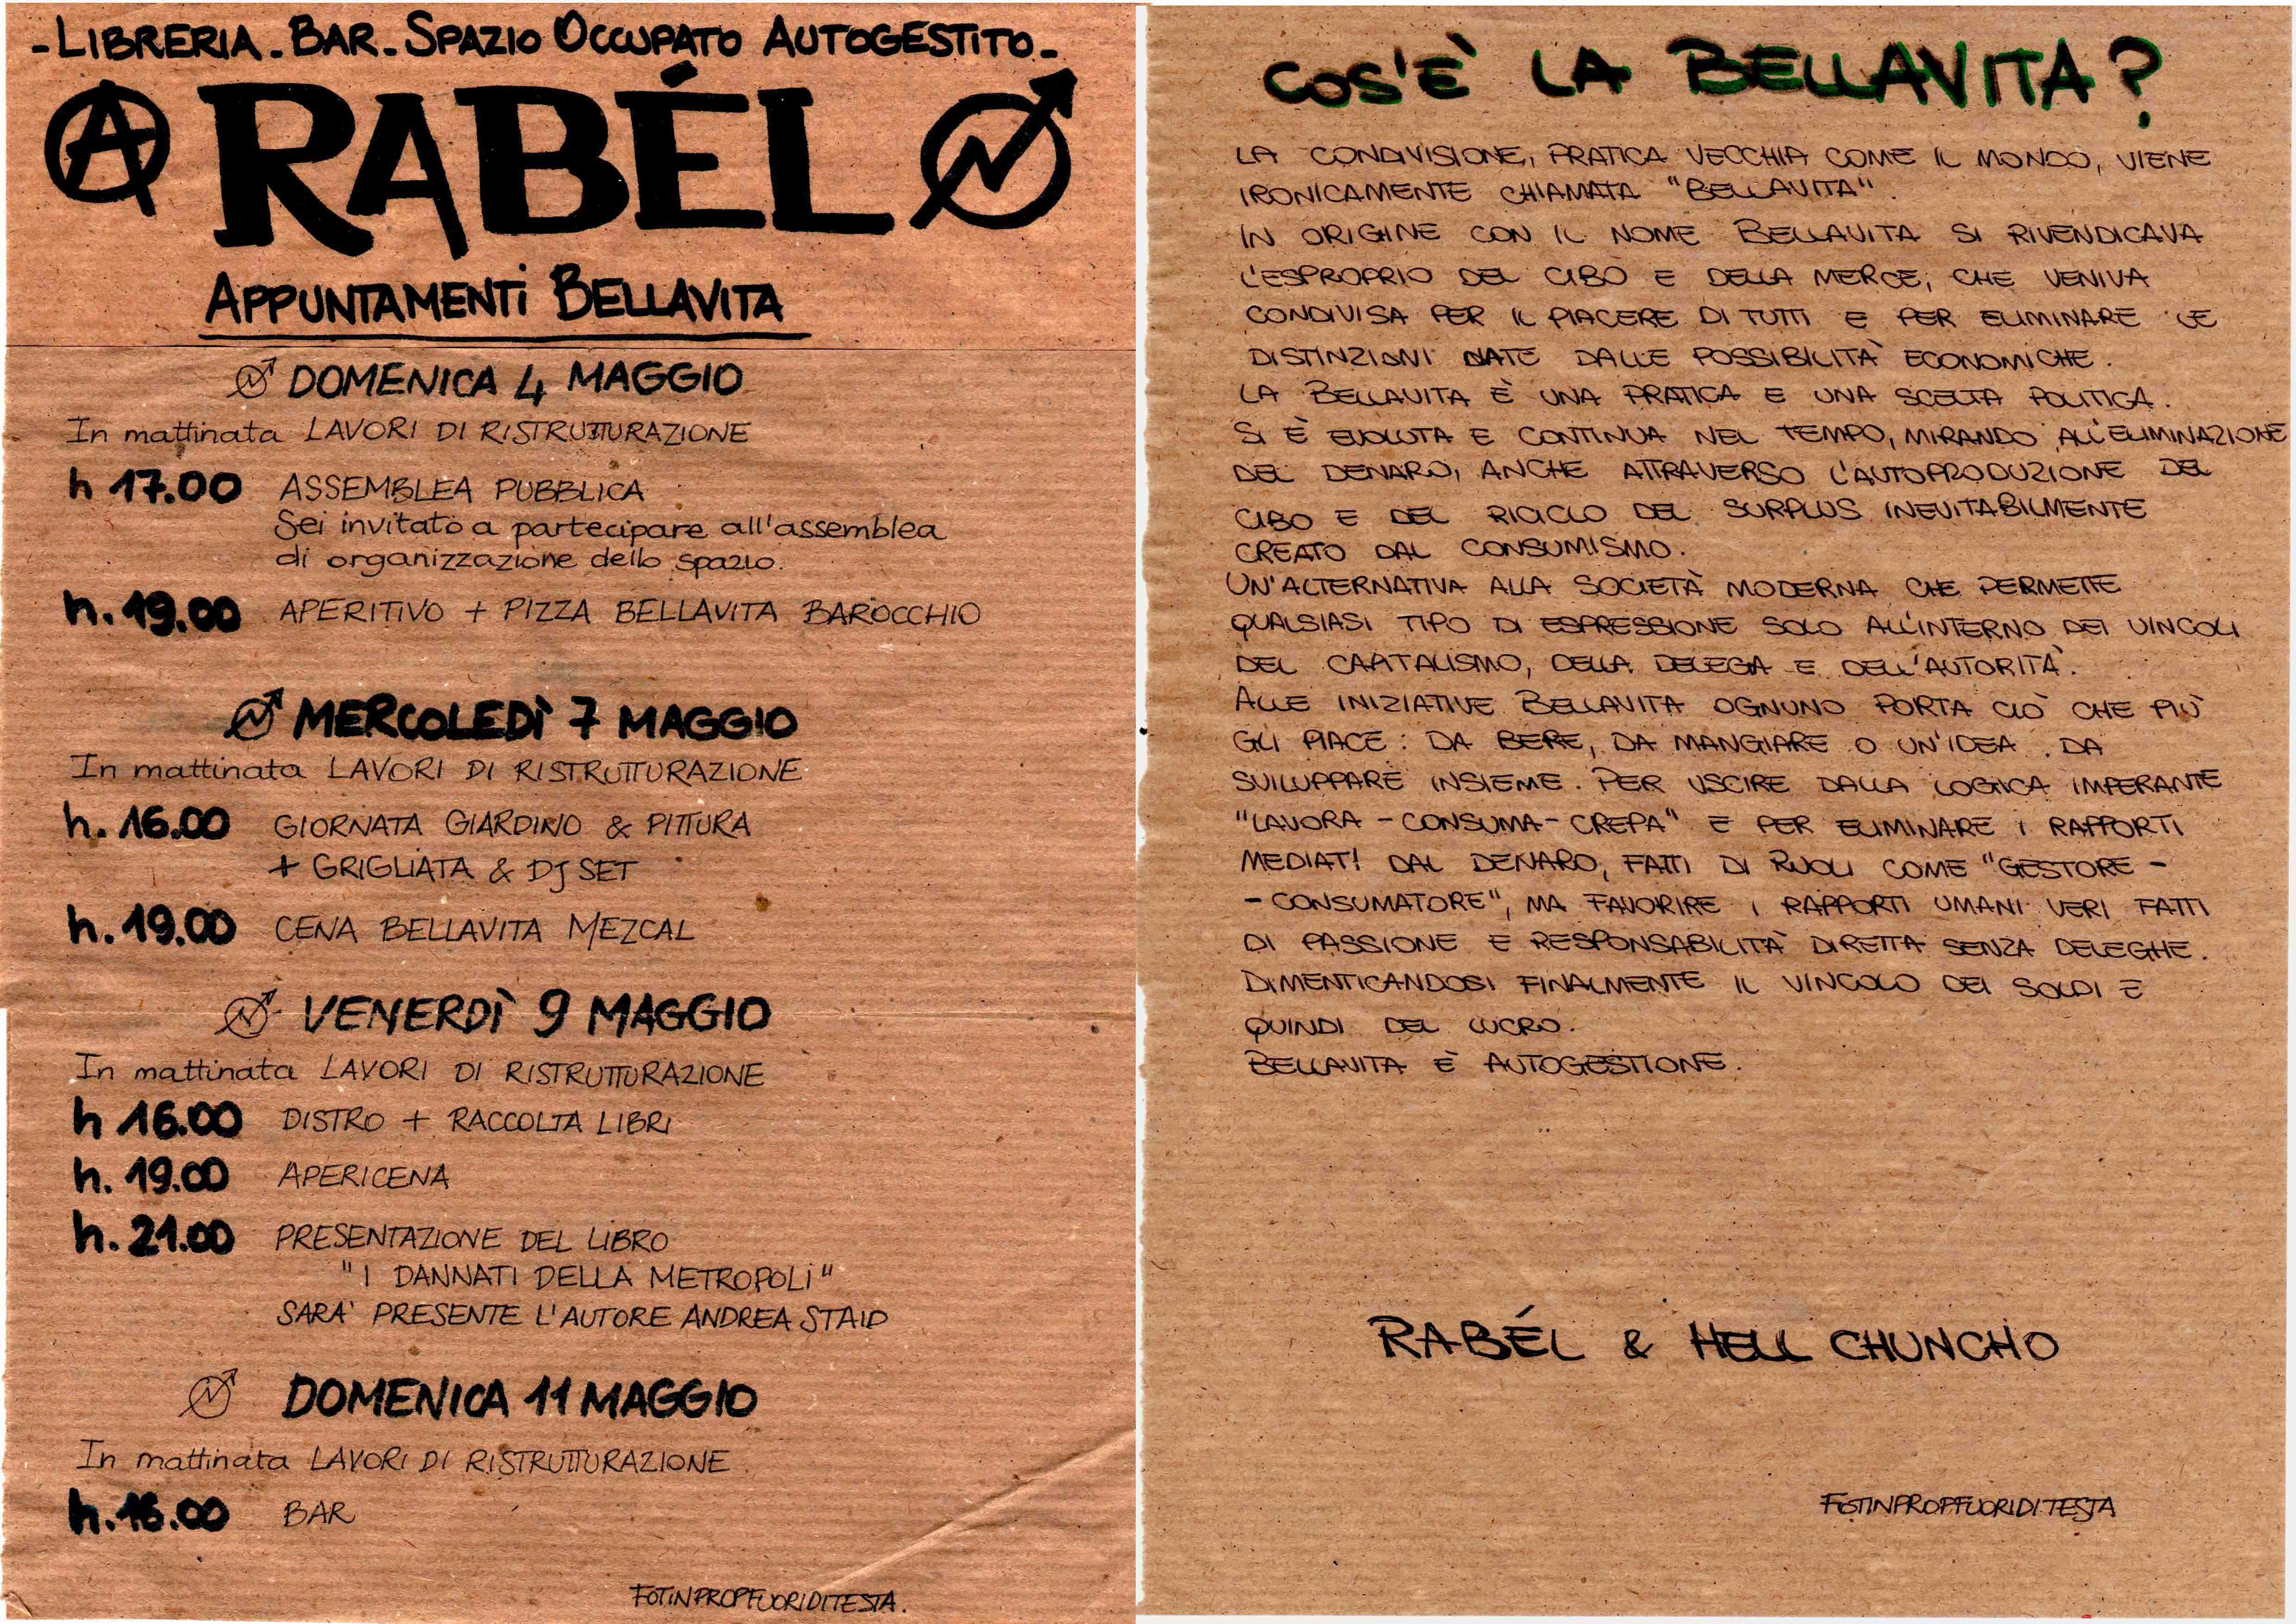 - LIBRERIA - BAR - SPAZIO OCCUPATO AUTOGESTITO -
A RABÉL
APPUNTAMENTI BELLAVITA
DOMENICA 4 MAGGIO
In mattinata LAVORI DI RISTRUTTURAZIONE
h 17.00 ASSEMBLEA PUBBLICA
Sei invitato a partecipare all'assemblea
di organizzazione dello spazio.
h. 19.00 APERITIVO + PIZZA BELLAVITA BAROCCHIO
MERCOLEDÌ 7 MAGGIO
In mattinata LAVORI DI RISTRUTTURAZIONE
h. 16.00 GIORNATA GIARDINO & PITTURA
+ GRIGLIATA & DJ SET
h. 19.00 CENA BELLAVITA MEZCAL
VENERDÌ 9 MAGGIO
In mattinata LAVORI DI RISTRUTTURAZIONE
h 16.00 DISTRO + RACCOLTA LIBRI
h. 19.00 APERICENA
h. 21.00 PRESENTAZIONE DEL LIBRO
"I DANNATI DELLA METROPOLI"
SARA' PRESENTE L'AUTORE ANDREA STAID
DOMENICA 11 MAGGIO
In mattinata LAVORI DI RISTRUTTURAZIONE
h. 16.00 BAR
FOTINPROPFUORIDITESTA.
COS'È LA BELLAVITA?
LA CONDIVISIONE, PRATICA VECCHIA COME IL MONDO, VIENE
IRONICAMENTE CHIAMATA "BELLAVITA".
IN ORIGINE CON IL NOME BELLAVITA SI RIVENDICAVA
L'ESPROPRIO DEL CIBO E DELLA MERCE, CHE VENIVA
CONDIVISA PER IL PIACERE DI TUTTI E PER ELIMINARE LE
DISTINZIONI NATE DALLE POSSIBILITÀ ECONOMICHE.
LA BELLAVITA È UNA PRATICA E UNA SCELTA POLITICA.
SI È EVOLUTA E CONTINUA NEL TEMPO, MIRANDO ALL'ELIMINAZIONE
DEL DENARO, ANCHE ATTRAVERSO L'AUTOPRODUZIONE DEL
CIBO E DEL RICICLO DEL SURPLUS INEVITABILMENTE
CREATO DAL CONSUMISMO.
UN'ALTERNATIVA ALLA SOCIETÀ MODERNA CHE PERMETTE
QUALSIASI TIPO DI ESPRESSIONE SOLO ALL'INTERNO DEI VINCOLI
DEL CAPITALISMO, DELLA DELEGA E DELL'AUTORITÀ.
ALLE INIZIATIVE BELLAVITA OGNUNO PORTA CIÒ CHE PIÙ
GLI PIACE: DA BERE, DA MANGIARE O UN'IDEA DA
SVILUPPARE INSIEME. PER USCIRE DALLA LOGICA IMPERANTE
"LAVORA - CONSUMA - CREPA" E PER ELIMINARE I RAPPORTI
MEDIATI DAL DENARO, FATTI DI RUOLI COME "GESTORE -
- CONSUMATORE", MA FAVORIRE I RAPPORTI UMANI VERI FATTI
DI PASSIONE E RESPONSABILITÀ DIRETTA SENZA DELEGHE.
DIMENTICANDOSI FINALMENTE IL VINCOLO DEI SOLDI E
QUINDI DEL LUCRO.
BELLAVITA È AUTOGESTIONE.
RABÉL & HELL CHUNCHO
FOTINPROPFUORIDITESTA